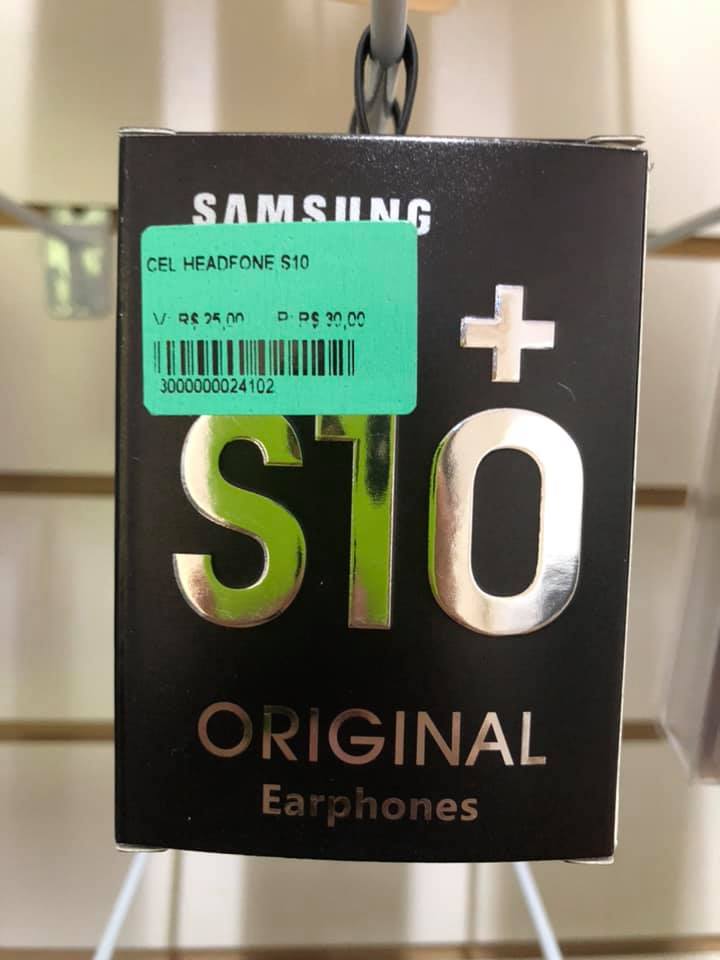 SAMSUNG
CEL HEADFONE S10
V: R$ 25,00 P: R$ 30,00
3000000024102
+
S10
ORIGINAL
Earphones